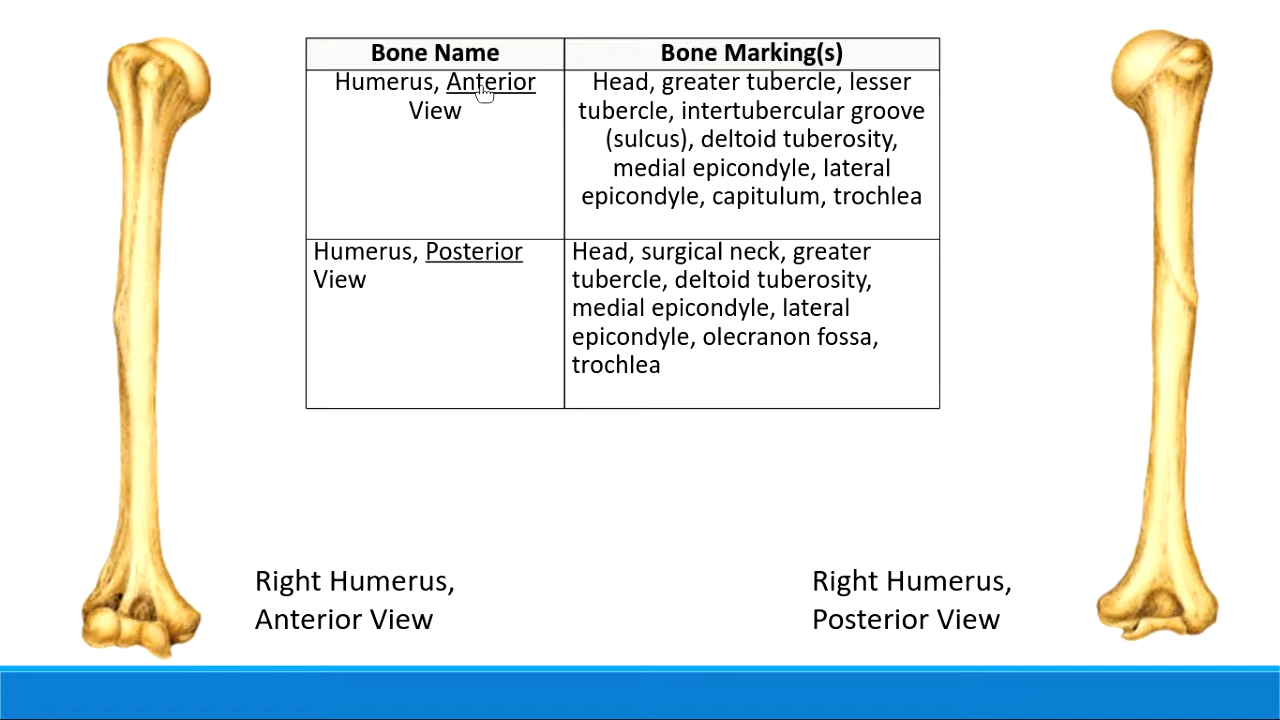 Bone Name
Bone Marking(s)
Humerus, Anterior
View
Head, greater tubercle, lesser
tubercle, intertubercular groove
(sulcus), deltoid tuberosity,
medial epicondyle, lateral
epicondyle, capitulum, trochlea
Humerus, Posterior
View
Head, surgical neck, greater
tubercle, deltoid tuberosity,
medial epicondyle, lateral
epicondyle, olecranon fossa,
trochlea
Right Humerus,
Anterior View
Right Humerus,
Posterior View